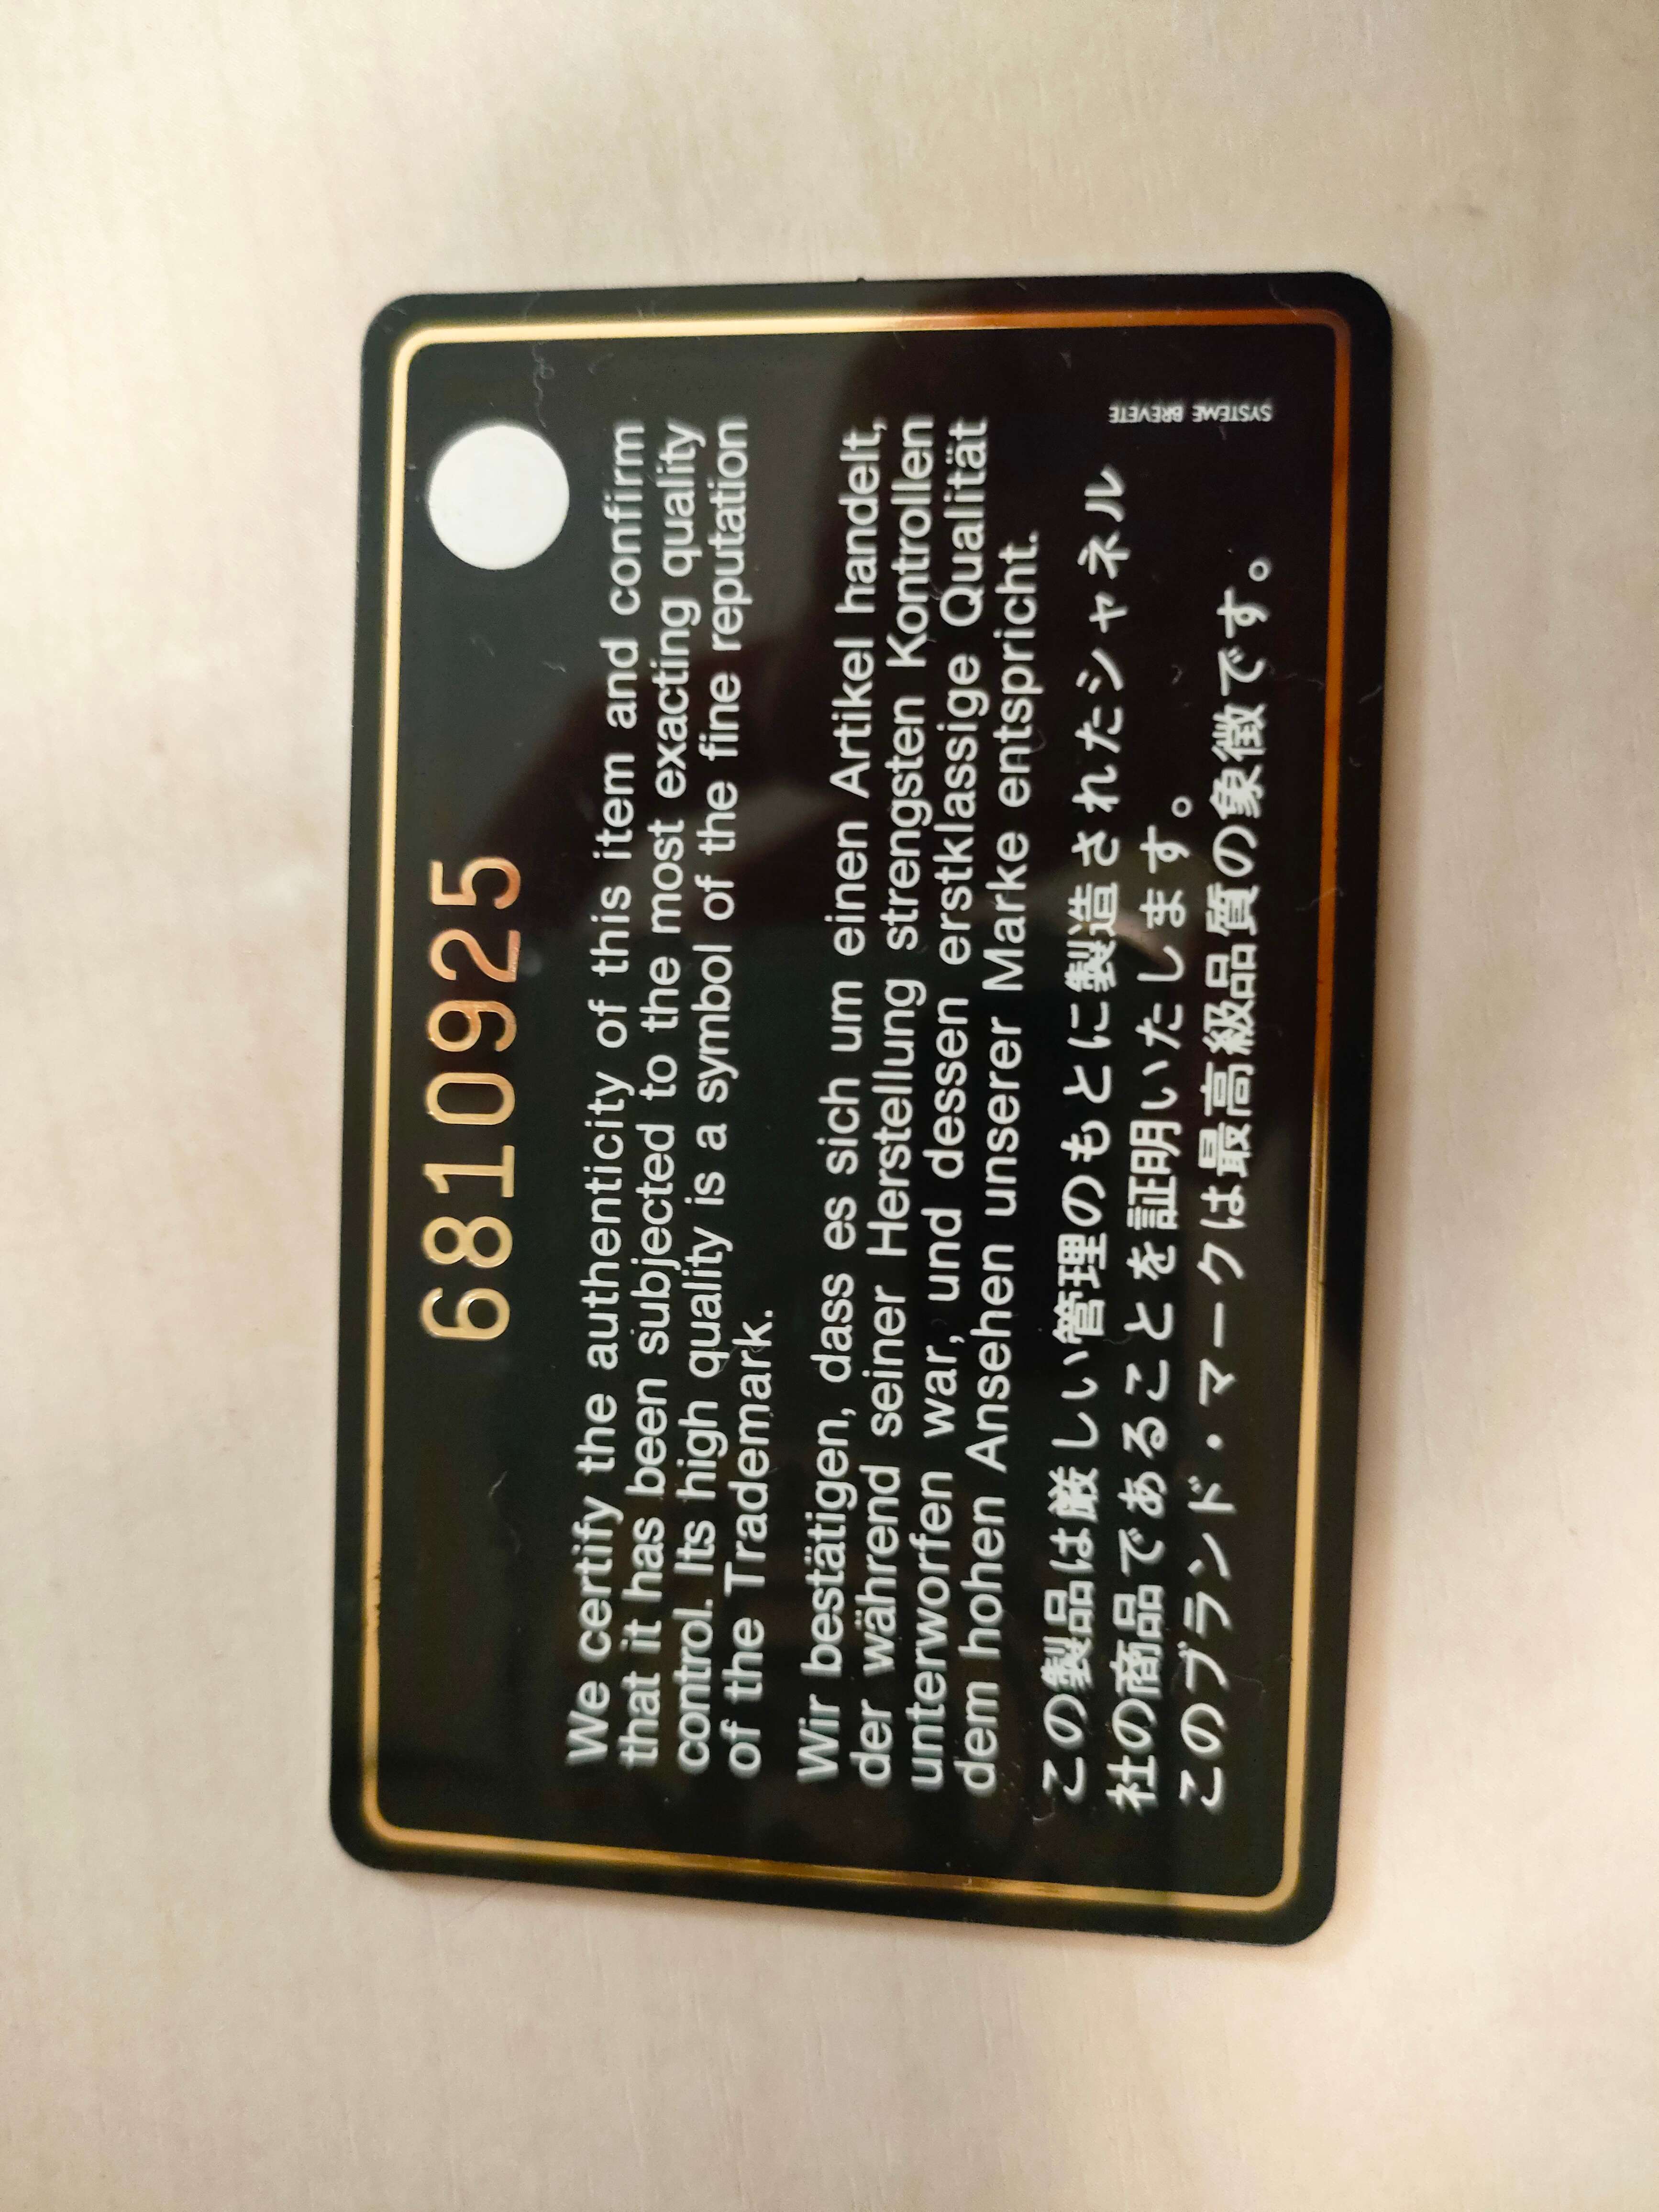 6810925
We certify the authenticity of this item and confirm
that it has been subjected to the most exacting quality
control. Its high quality is a symbol of the fine reputation
of the Trademark.
Wir bestätigen, dass es sich um einen Artikel handelt,
der während seiner Herstellung strengsten Kontrollen
unterworfen war, und dessen erstklassige Qualität
dem hohen Ansehen unserer Marke entspricht.
この製品は厳しい管理のもとに製造されたシャネル
社の商品であることを証明いたします。
このブランド・マークは最高級品質の象徴です。
SYSTEME BREVETE